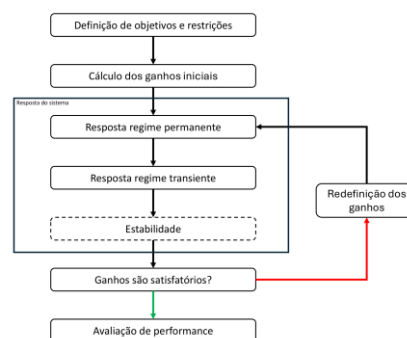 Definição de objetivos e restrições
Cálculo dos ganhos iniciais
Resposta do sistema
Resposta regime permanente
Resposta regime transiente
Redefinição dos
ganhos
Estabilidade
Ganhos são satisfatórios?
Avaliação de performance